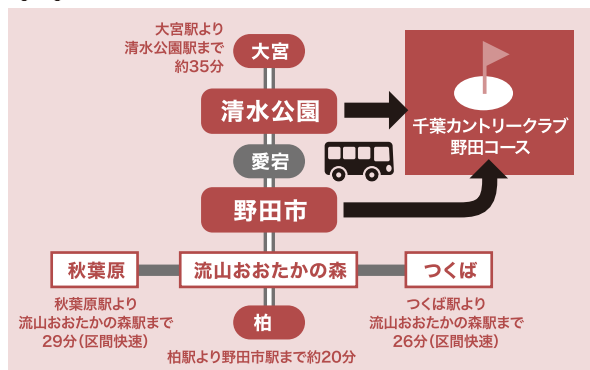 大宮駅より
清水公園駅まで
約35分
大宮
清水公園
愛宕
野田市
千葉カントリークラブ
野田コース
秋葉原
流山おおたかの森
つくば
秋葉原駅より
流山おおたかの森駅まで
29分（区間快速）
柏
柏駅より野田市駅まで約20分
つくば駅より
流山おおたかの森駅まで
26分（区間快速）